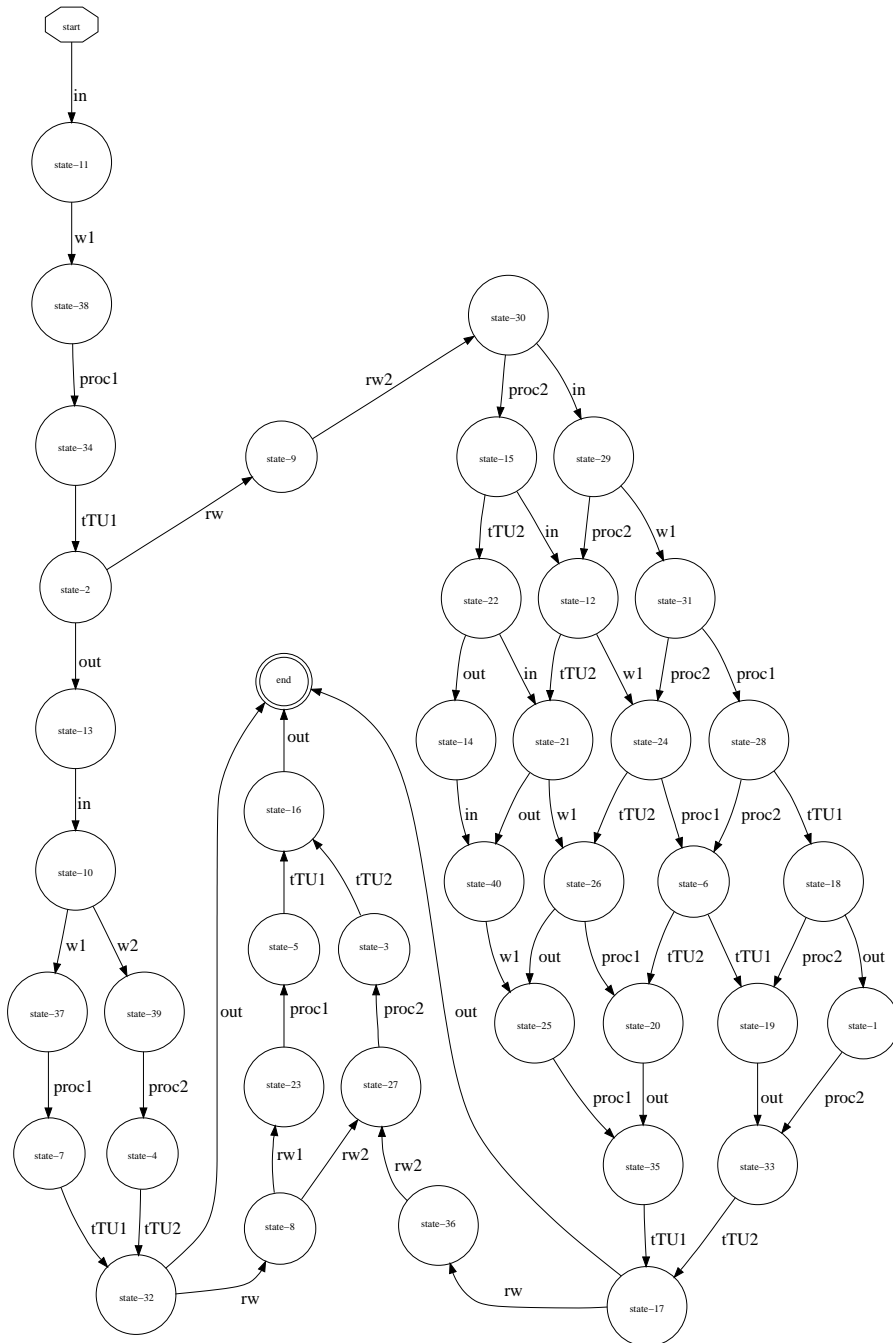 start
in
state−11
w1
state−38
state−30
proc1
rw2
proc2
in
state−34
state−9
state−15
state−29
tTU1
rw
tTU2
in
proc2
w1
state−2
state−22
state−12
state−31
out
end
out
in
tTU2
w1
proc2
proc1
state−13
out
state−14
state−21
state−24
state−28
in
state−16
in
out
w1
tTU2
proc1
proc2
tTU1
state−10
tTU1
tTU2
state−40
state−26
state−6
state−18
w1
w2
state−5
state−3
w1
out
proc1
tTU2
tTU1
proc2
out
state−37
state−39
out
proc1
proc2
out
state−25
state−20
state−19
state−1
proc1
proc2
state−23
state−27
proc1
out
out
proc2
state−7
state−4
rw1
rw2
rw2
state−35
state−33
tTU1
tTU2
state−8
state−36
tTU1
tTU2
state−32
rw
rw
state−17